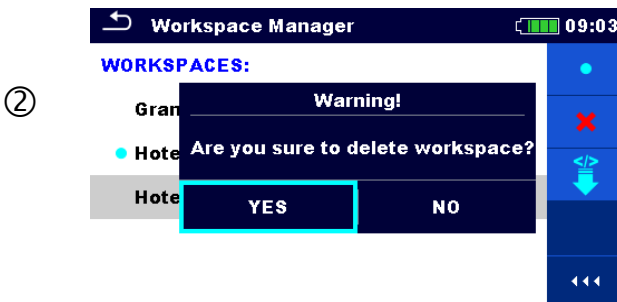 Workspace Manager 09:03
WORKSPACES:
②
Gran
Warning!
Hote
Are you sure to delete workspace?
Hote
YES NO